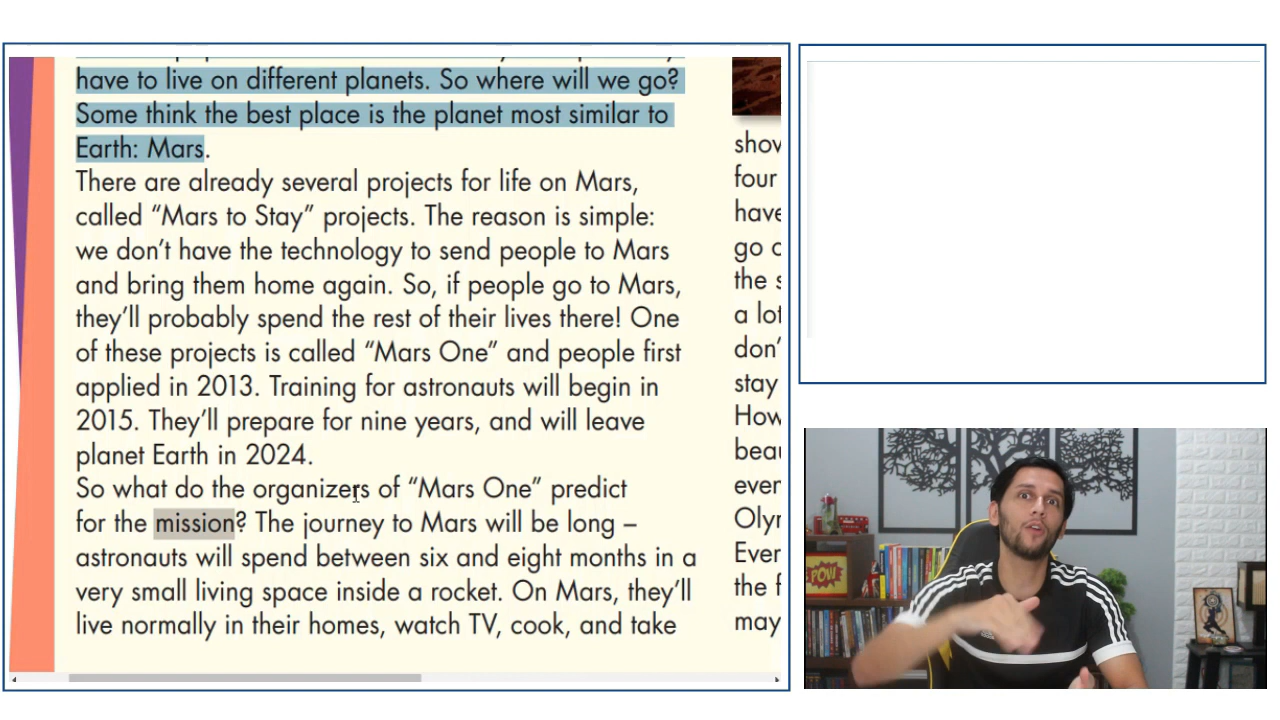 have to live on different planets. So where will we go?
Some think the best place is the planet most similar to
Earth: Mars.
There are already several projects for life on Mars,
called “Mars to Stay” projects. The reason is simple:
we don’t have the technology to send people to Mars
and bring them home again. So, if people go to Mars,
they’ll probably spend the rest of their lives there! One
of these projects is called “Mars One” and people first
applied in 2013. Training for astronauts will begin in
2015. They’ll prepare for nine years, and will leave
planet Earth in 2024.
So what do the organizers of “Mars One” predict
for the mission? The journey to Mars will be long –
astronauts will spend between six and eight months in a
very small living space inside a rocket. On Mars, they’ll
live normally in their homes, watch TV, cook, and take
four
have
the
a
stay
may
POW!